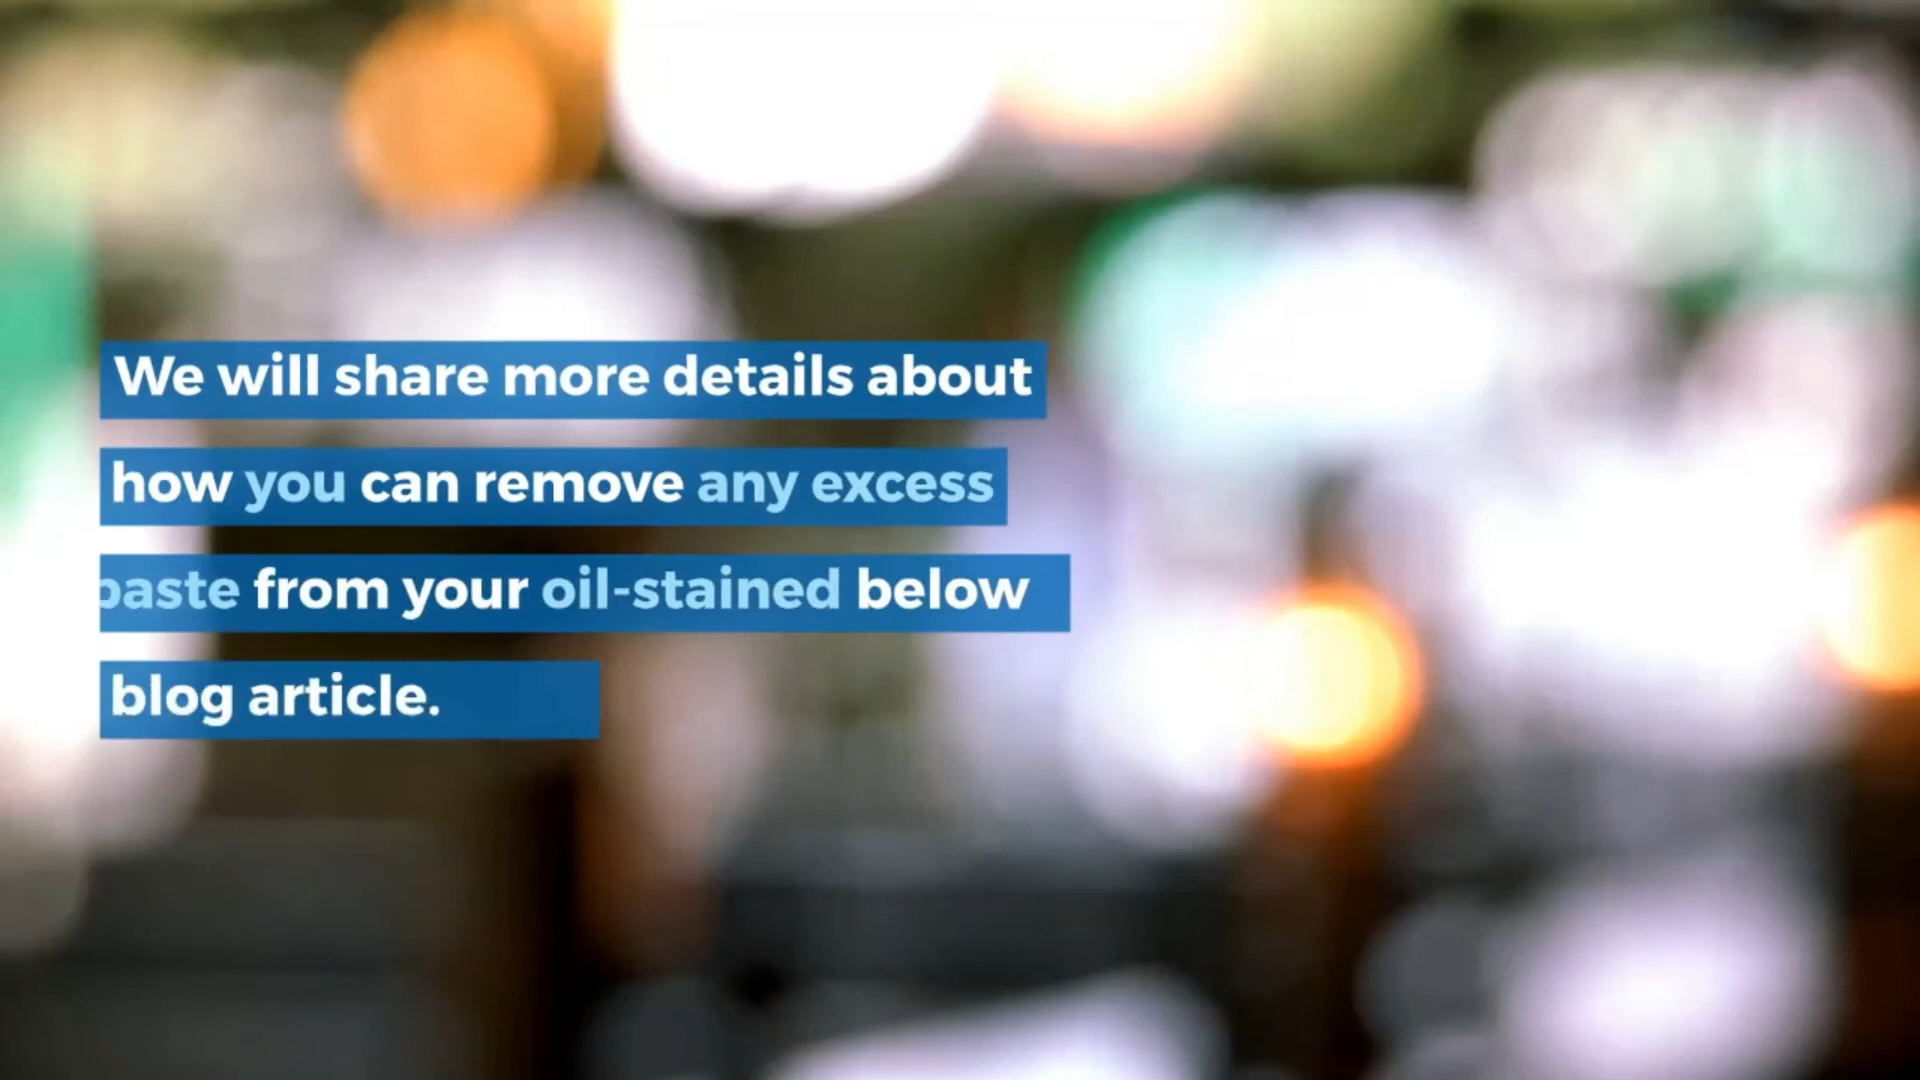 We will share more details about
how you can remove any excess
paste from your oil-stained below
blog article.